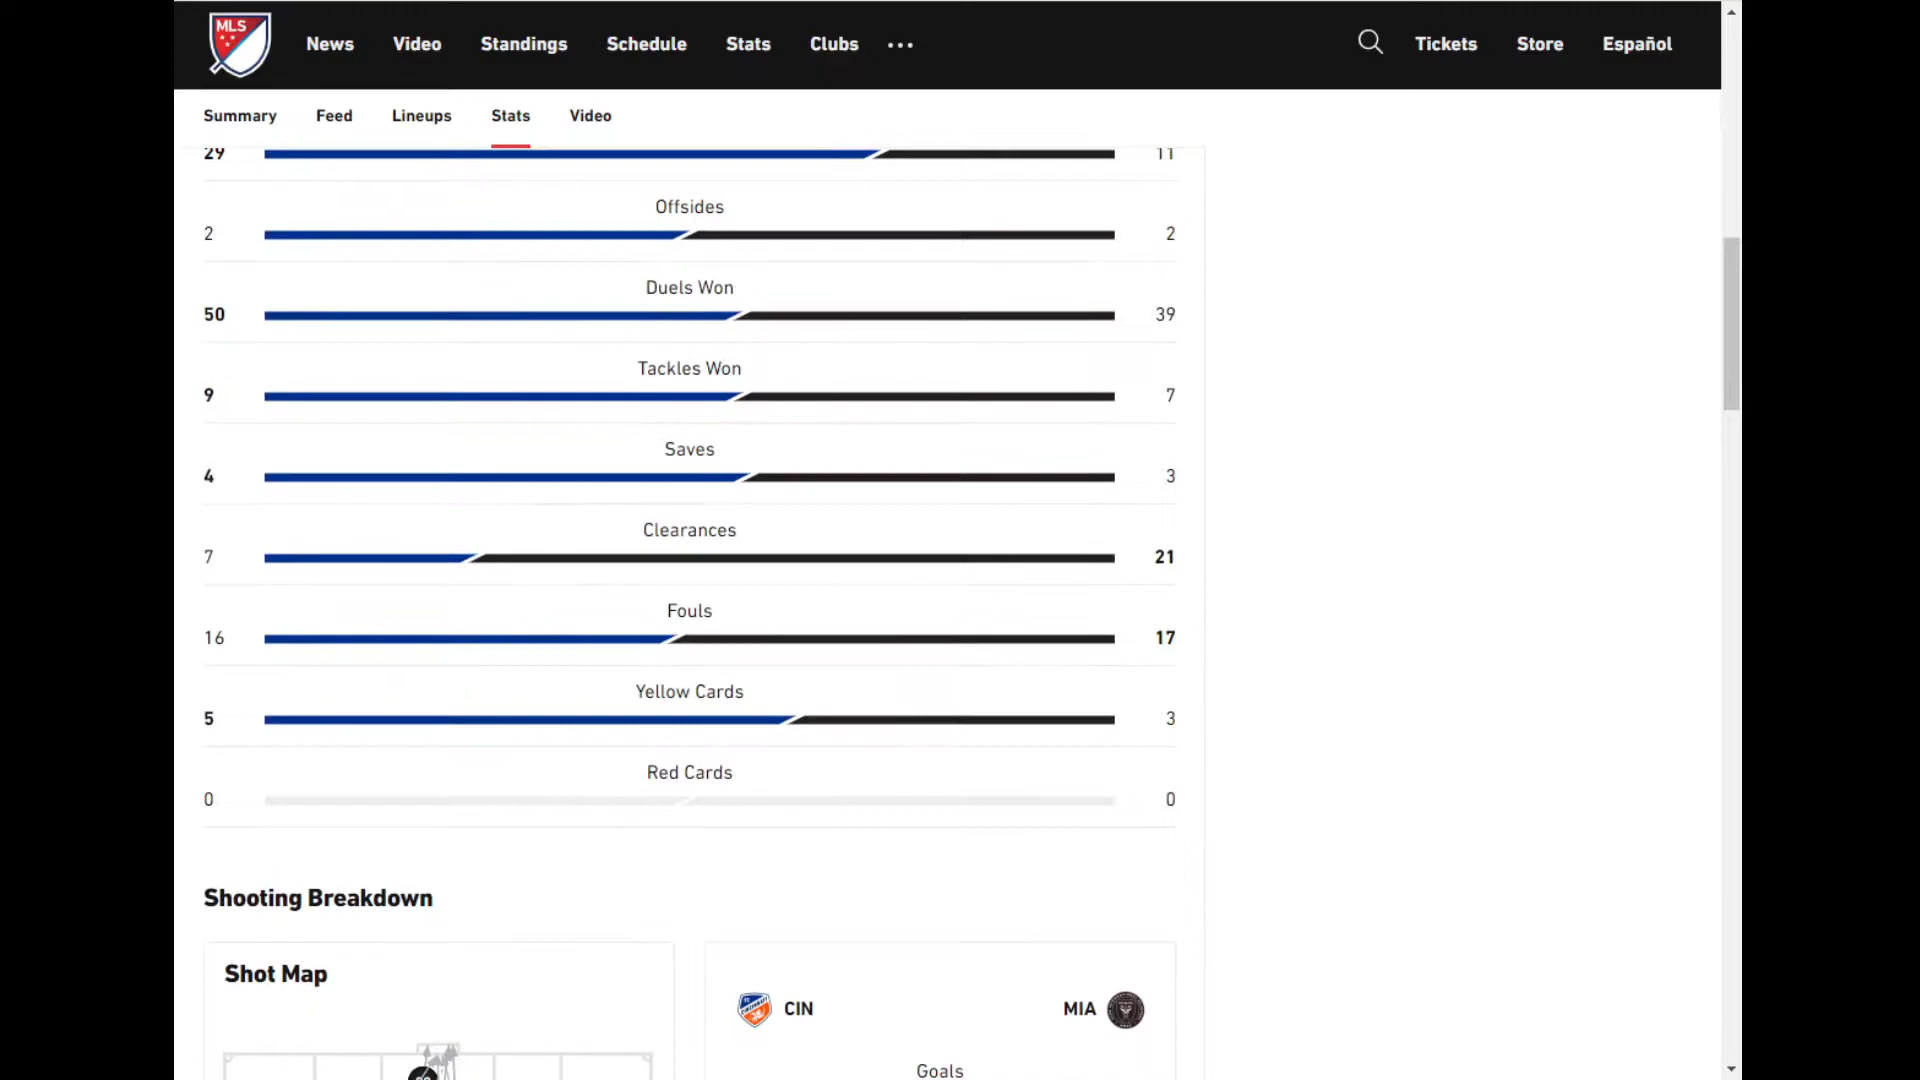 MLS
News Video Standings Schedule Stats Clubs ••• Tickets Store Español
Summary Feed Lineups Stats Video
29 11
Offsides
2 2
Duels Won
50 39
Tackles Won
9 7
Saves
4 3
Clearances
7 21
Fouls
16 17
Yellow Cards
5 3
Red Cards
0 0
Shooting Breakdown
Shot Map
CIN MIA
Goals